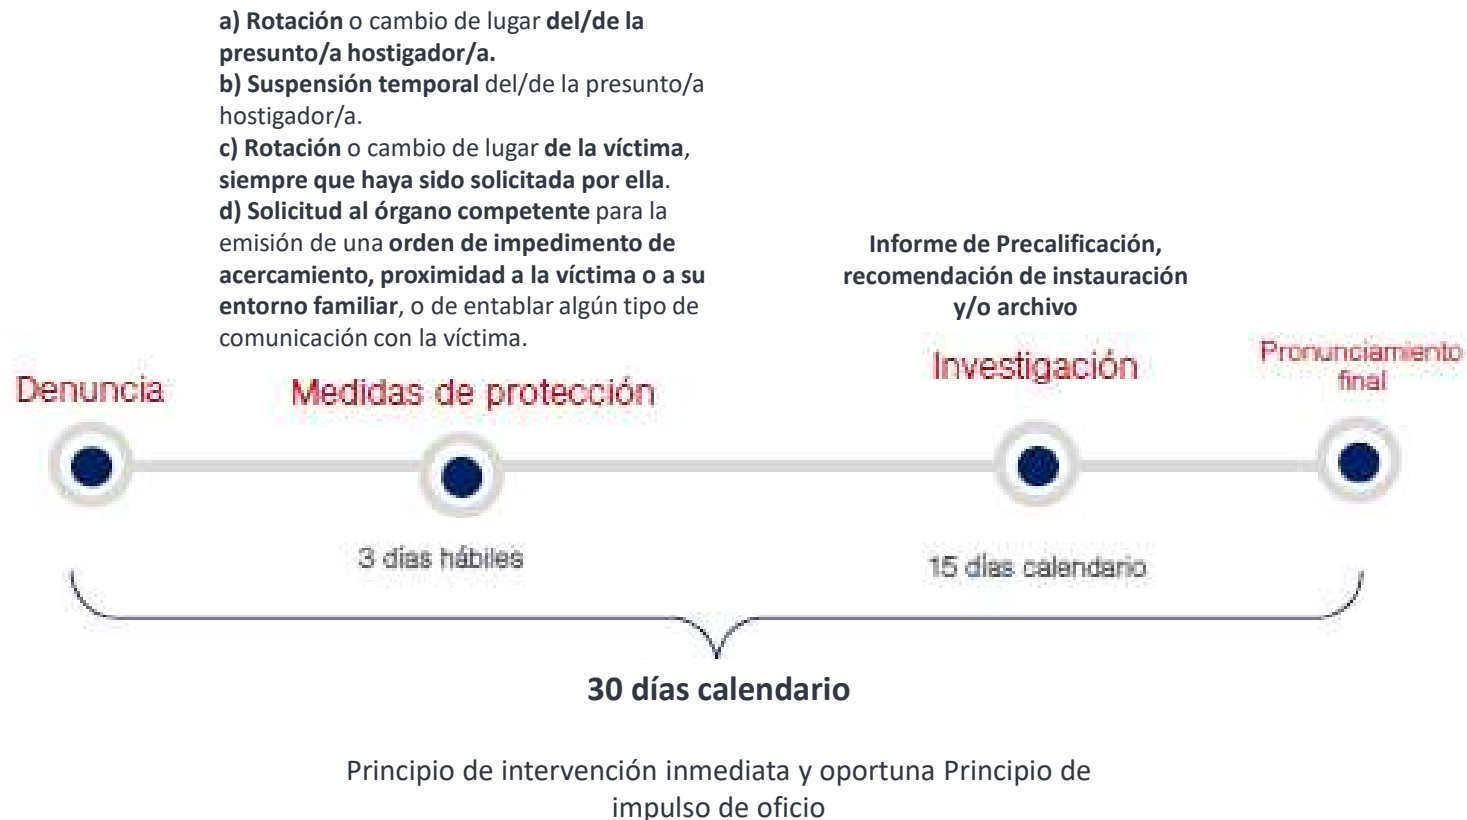 a) Rotación o cambio de lugar del/de la
presunto/a hostigador/a.
b) Suspensión temporal del/de la presunto/a
hostigador/a.
c) Rotación o cambio de lugar de la víctima,
siempre que haya sido solicitada por ella.
d) Solicitud al órgano competente para la
emisión de una orden de impedimento de
acercamiento, proximidad a la víctima o a su
entorno familiar, o de entablar algún tipo de
comunicación con la víctima.
Informe de Precalificación,
recomendación de instauración
y/o archivo
Denuncia
Medidas de protección
Investigación
Pronunciamiento
final
3 días hábiles
15 días calendario
30 días calendario
Principio de intervención inmediata y oportuna Principio de
impulso de oficio